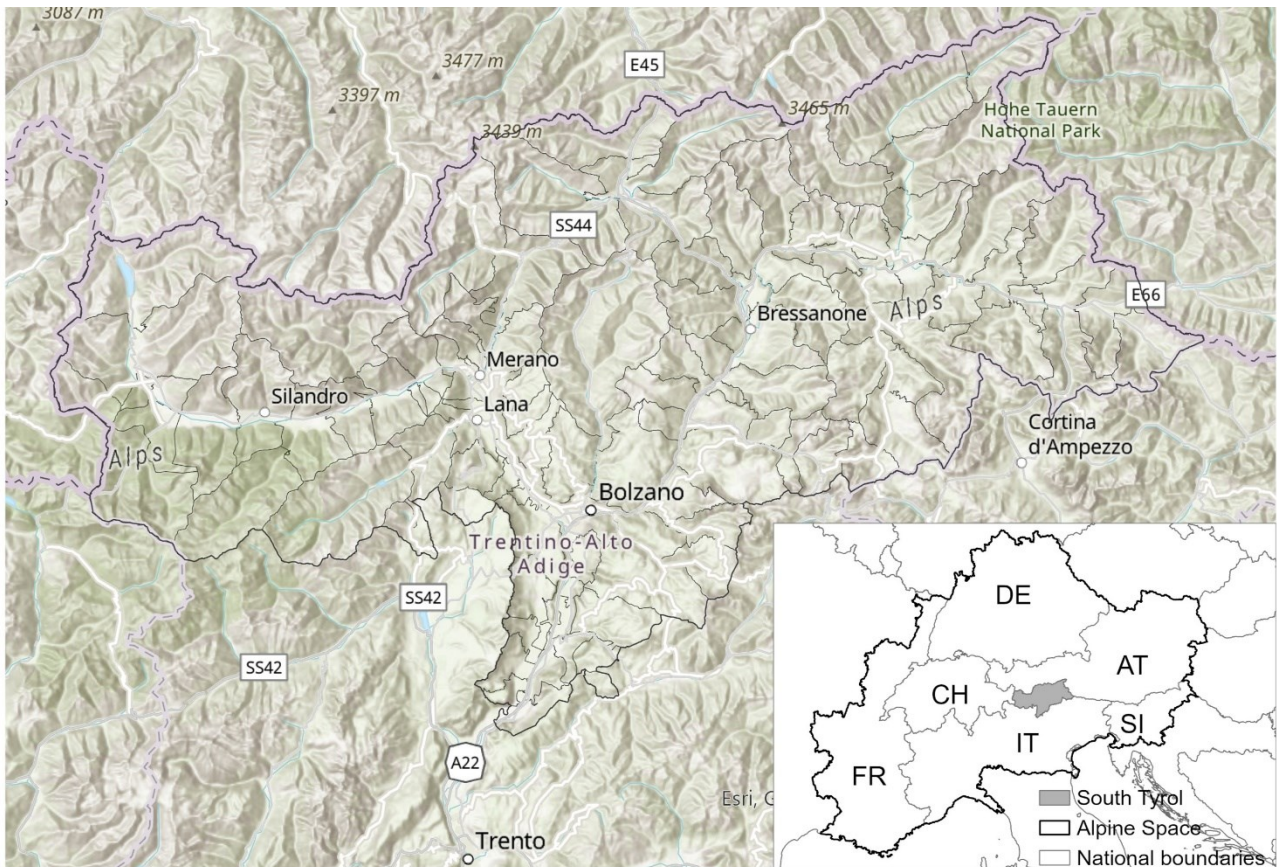 3087 m
3477 m
E45
3397 m
3465 m
3439 m
Hohe Tauern
National Park
SS44
E66
Alps
Bressanone
Merano
Silandro
Lana
Cortina
d'Ampezzo
Alps
Bolzano
Trentino-Alto
Adige
SS42
SS42
A22
Trento
Esri, G
DE
AT
CH
SI
IT
FR
South Tyrol
Alpine Space
National boundaries